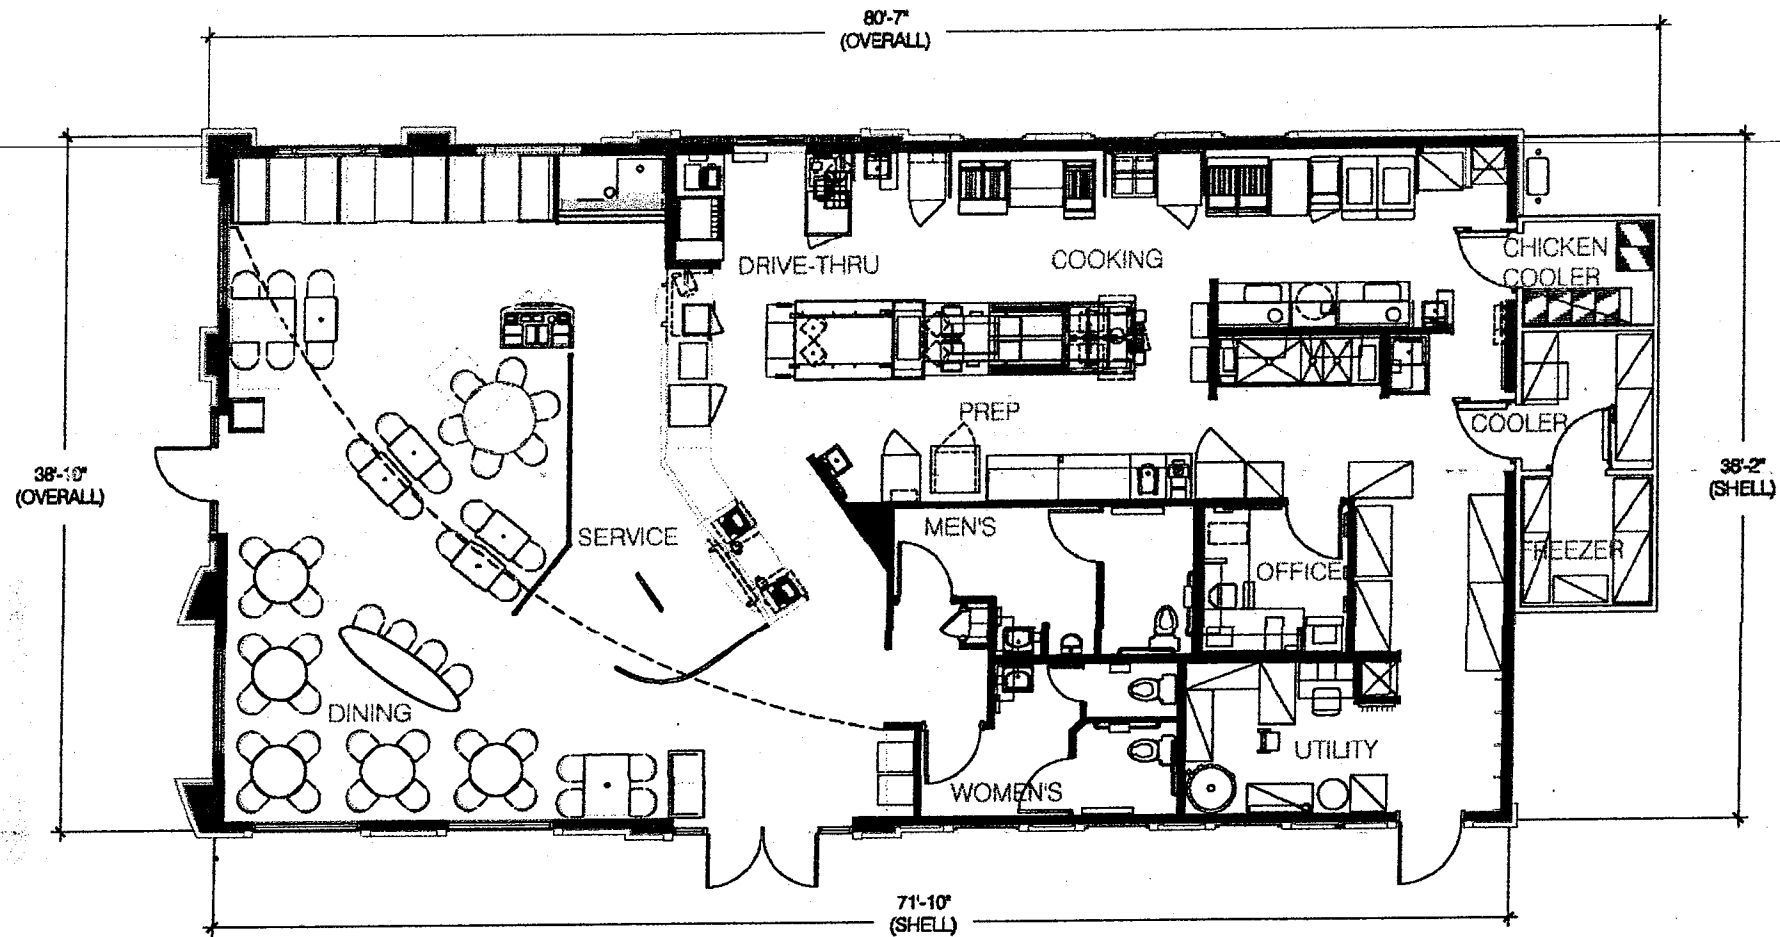 80'-7"
(OVERALL)
DRIVE-THRU
COOKING
CHICKEN
COOLER
PREP
COOLER
38'-10"
(OVERALL)
38'-2"
(SHELL)
MEN'S
SERVICE
FREEZER
OFFICE
DINING
UTILITY
WOMEN'S
71'-10"
(SHELL)